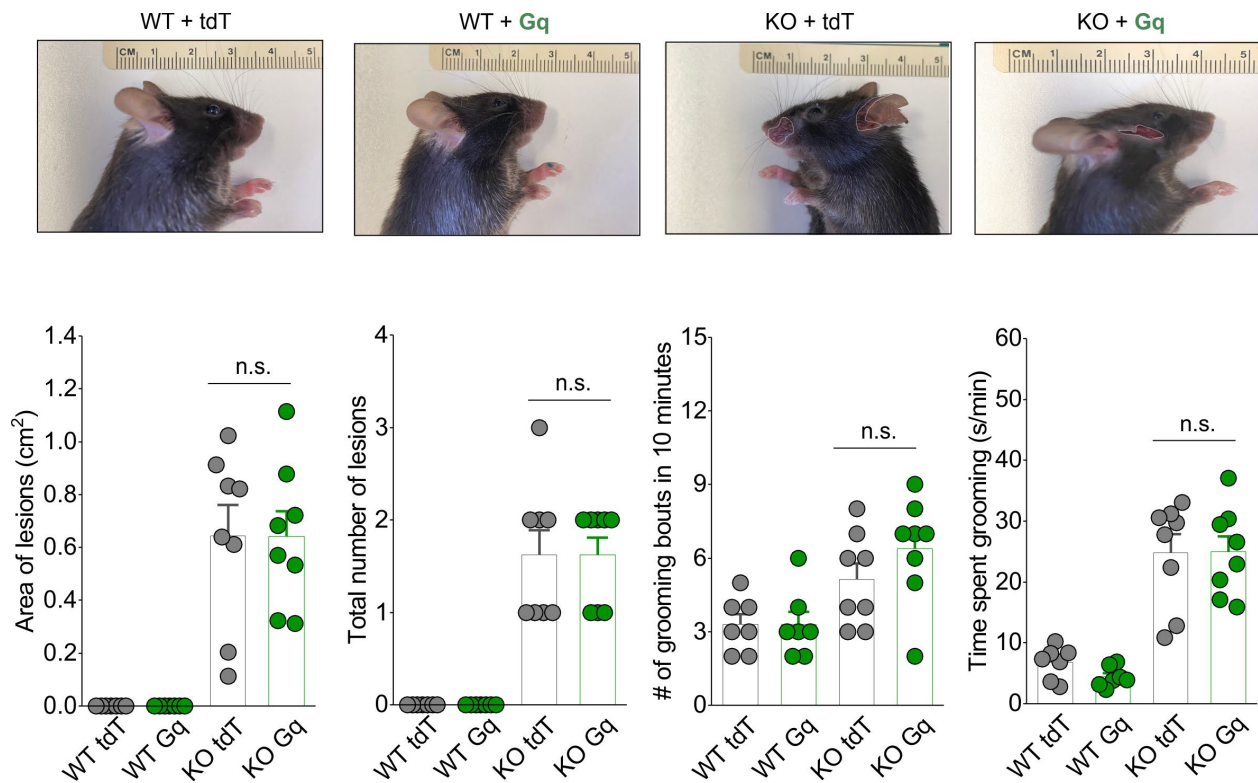 WT + tdT
WT + Gq
KO + tdT
KO + Gq
CM 1 2 3 4 5
CM 1 2 3 4 5
CM 1 2 3 4 5
CM 1 2 3 4 5
Area of lesions (cm²)
1.4
1.2
1.0
0.8
0.6
0.4
0.2
0.0
n.s.
WT tdT
WT Gq
KO tdT
KO Gq
Total number of lesions
4
3
2
1
0
n.s.
WT tdT
WT Gq
KO tdT
KO Gq
# of grooming bouts in 10 minutes
15
12
9
6
3
0
n.s.
WT tdT
WT Gq
KO tdT
KO Gq
Time spent grooming (s/min)
60
50
40
30
20
10
0
n.s.
WT tdT
WT Gq
KO tdT
KO Gq